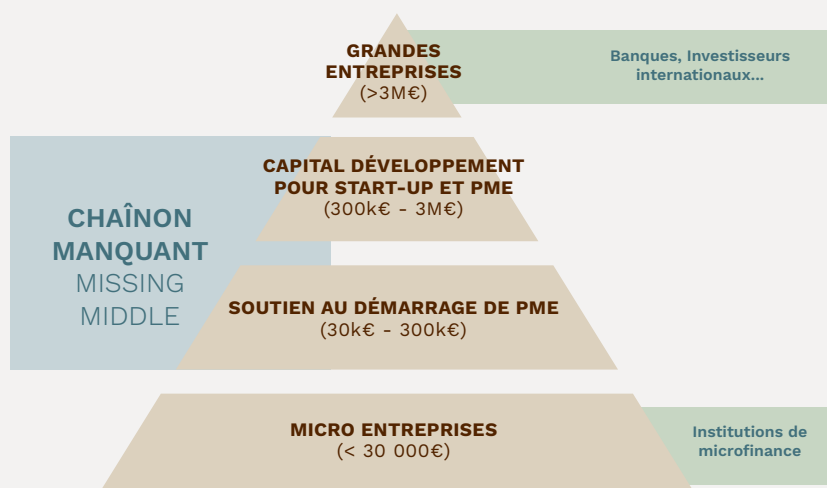 GRANDES
ENTREPRISES
(>3M€)
Banques, Investisseurs
internationaux...
CAPITAL DÉVELOPPEMENT
POUR START-UP ET PME
(300k€ - 3M€)
CHAÎNON
MANQUANT
MISSING
MIDDLE
SOUTIEN AU DÉMARRAGE DE PME
(30k€ - 300k€)
MICRO ENTREPRISES
(< 30 000€)
Institutions de
microfinance